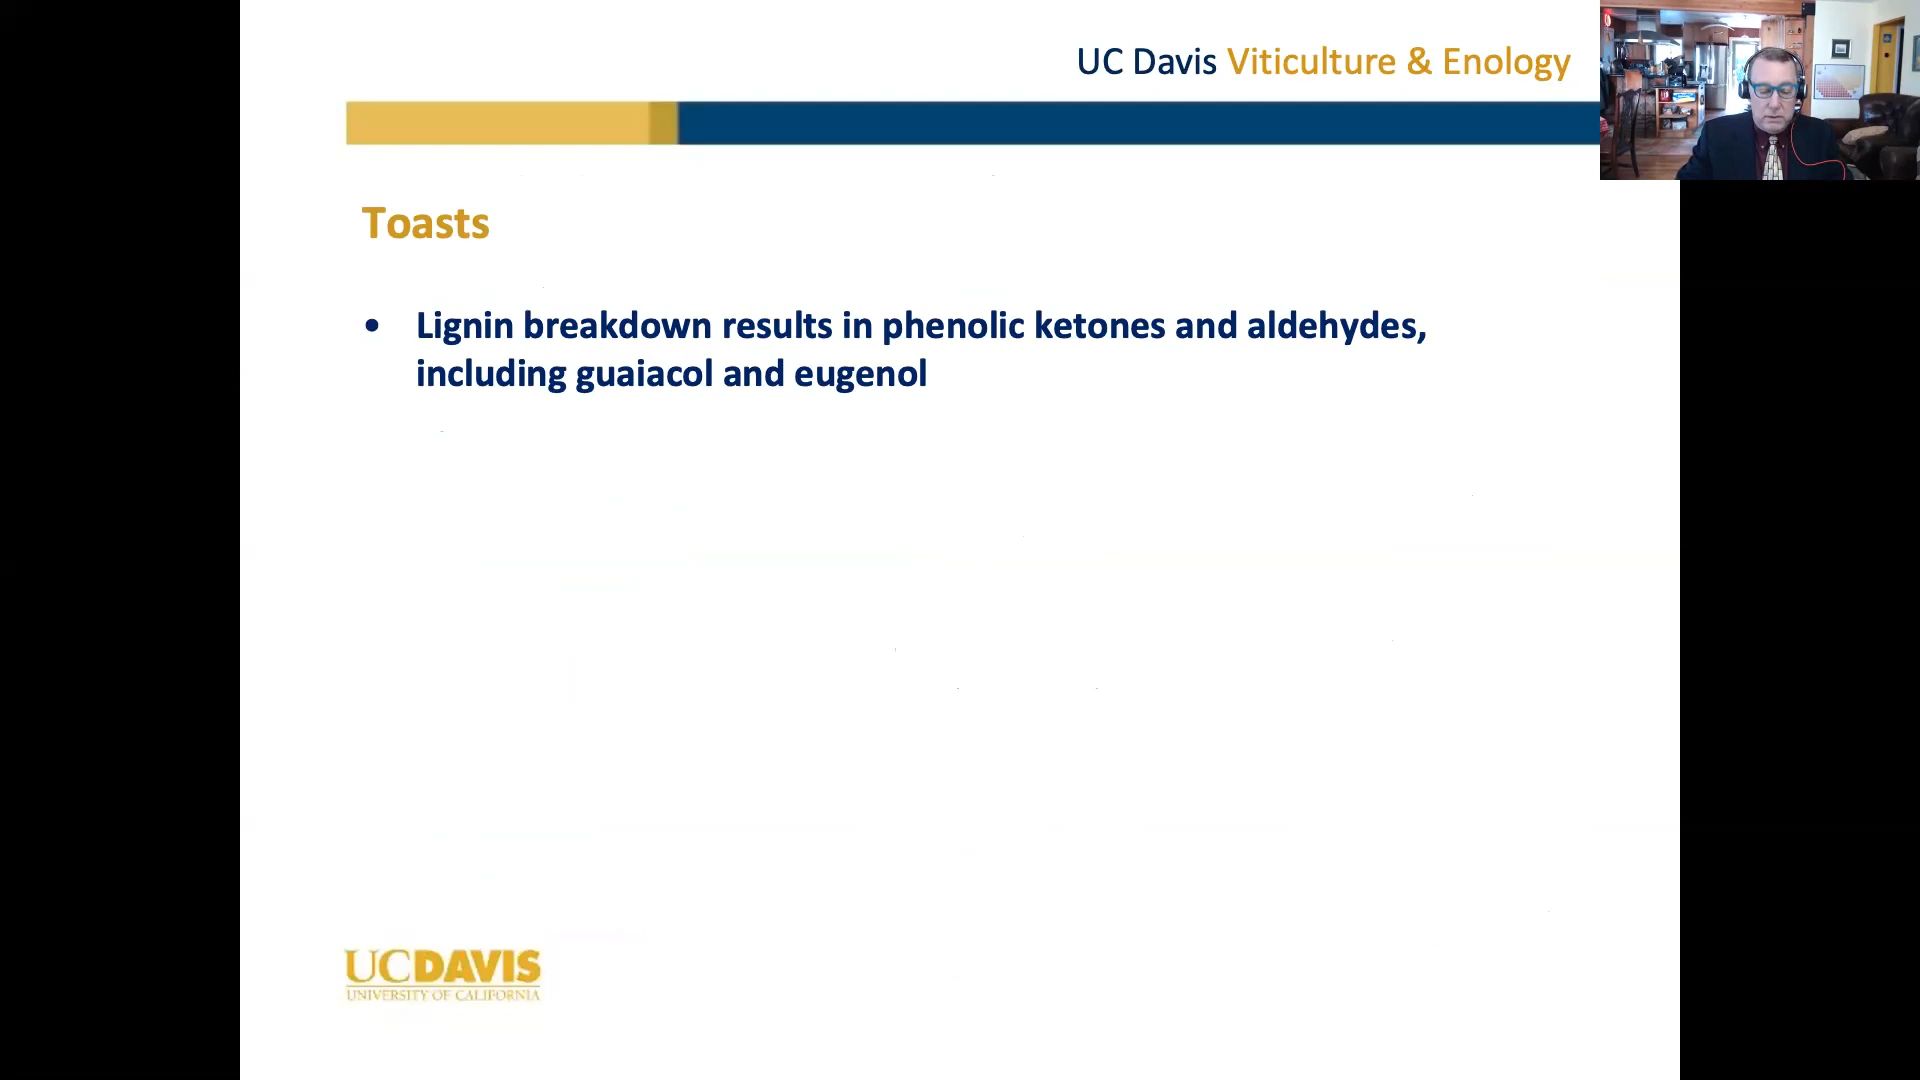 UC Davis Viticulture & Enology
Toasts
• Lignin breakdown results in phenolic ketones and aldehydes,
including guaiacol and eugenol
UCDAVIS
UNIVERSITY OF CALIFORNIA